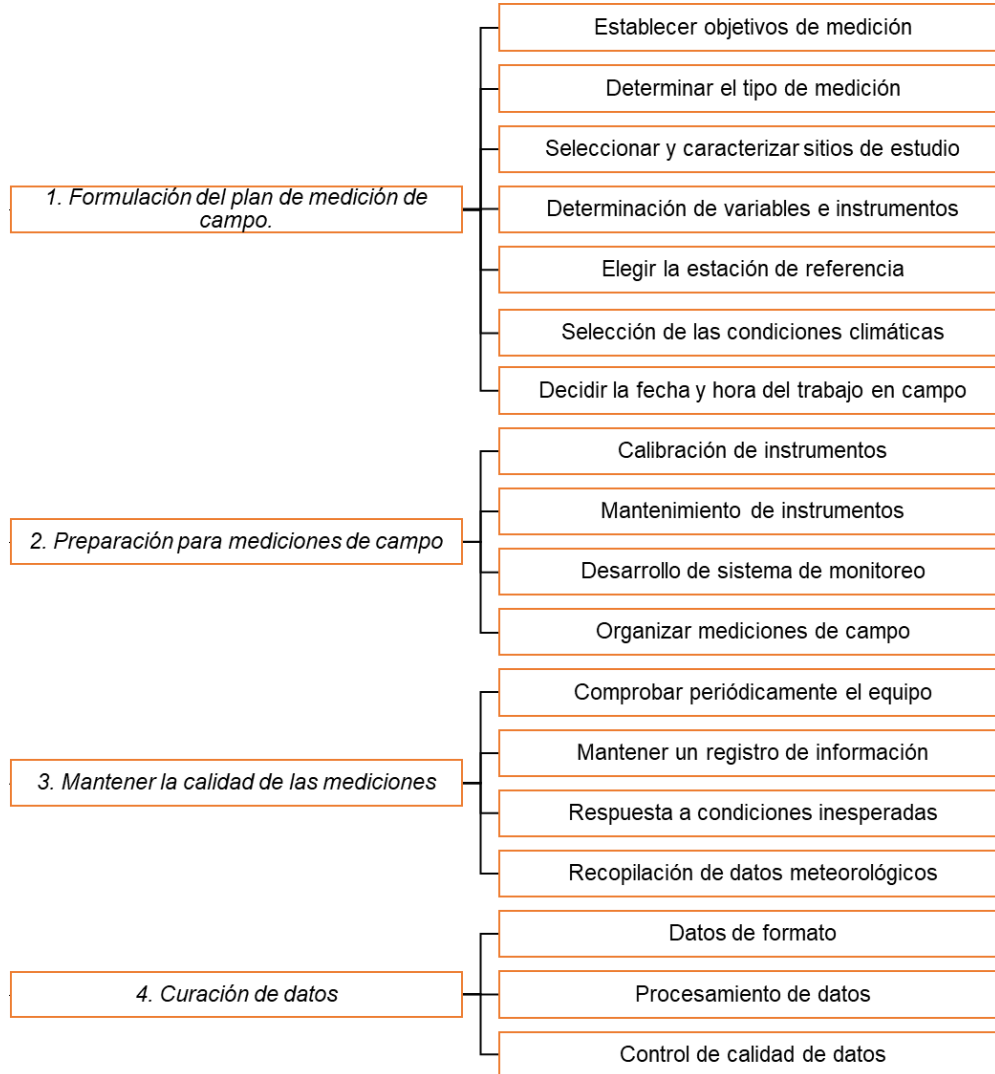 1. Formulación del plan de medición de
campo.
Establecer objetivos de medición
Determinar el tipo de medición
Seleccionar y caracterizar sitios de estudio
Determinación de variables e instrumentos
Elegir la estación de referencia
Selección de las condiciones climáticas
Decidir la fecha y hora del trabajo en campo
2. Preparación para mediciones de campo
Calibración de instrumentos
Mantenimiento de instrumentos
Desarrollo de sistema de monitoreo
Organizar mediciones de campo
3. Mantener la calidad de las mediciones
Comprobar periódicamente el equipo
Mantener un registro de información
Respuesta a condiciones inesperadas
Recopilación de datos meteorológicos
4. Curación de datos
Datos de formato
Procesamiento de datos
Control de calidad de datos